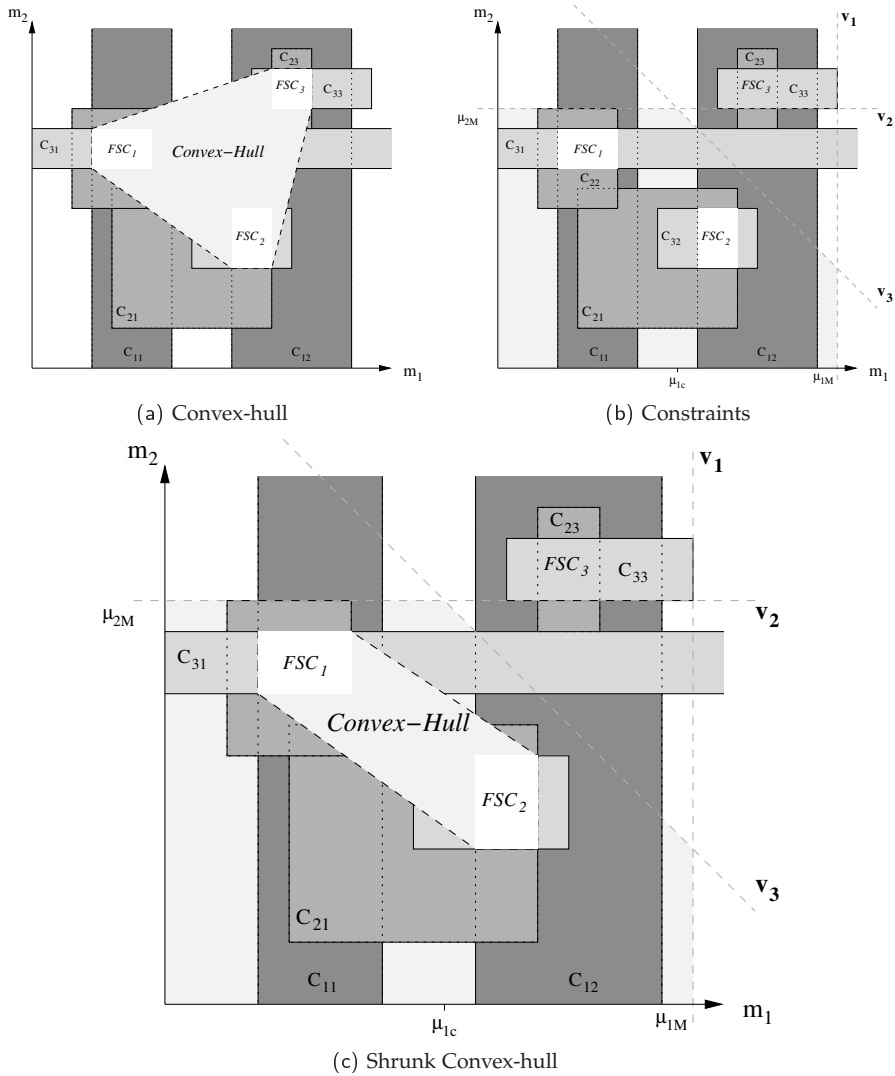 m2
C23
FSC3
C33
C31
FSC1
Convex-Hull
FSC2
C21
C11
C12
m1
(a) Convex-hull
m2
v1
C23
FSC3
C33
μ2M
v2
C31
FSC1
C22
C32
FSC2
v3
C21
C11
C12
μ1c
μ1M
m1
(b) Constraints
m2
v1
C23
FSC3
C33
μ2M
v2
C31
FSC1
Convex-Hull
FSC2
v3
C21
C11
C12
μ1c
μ1M
m1
(c) Shrunk Convex-hull